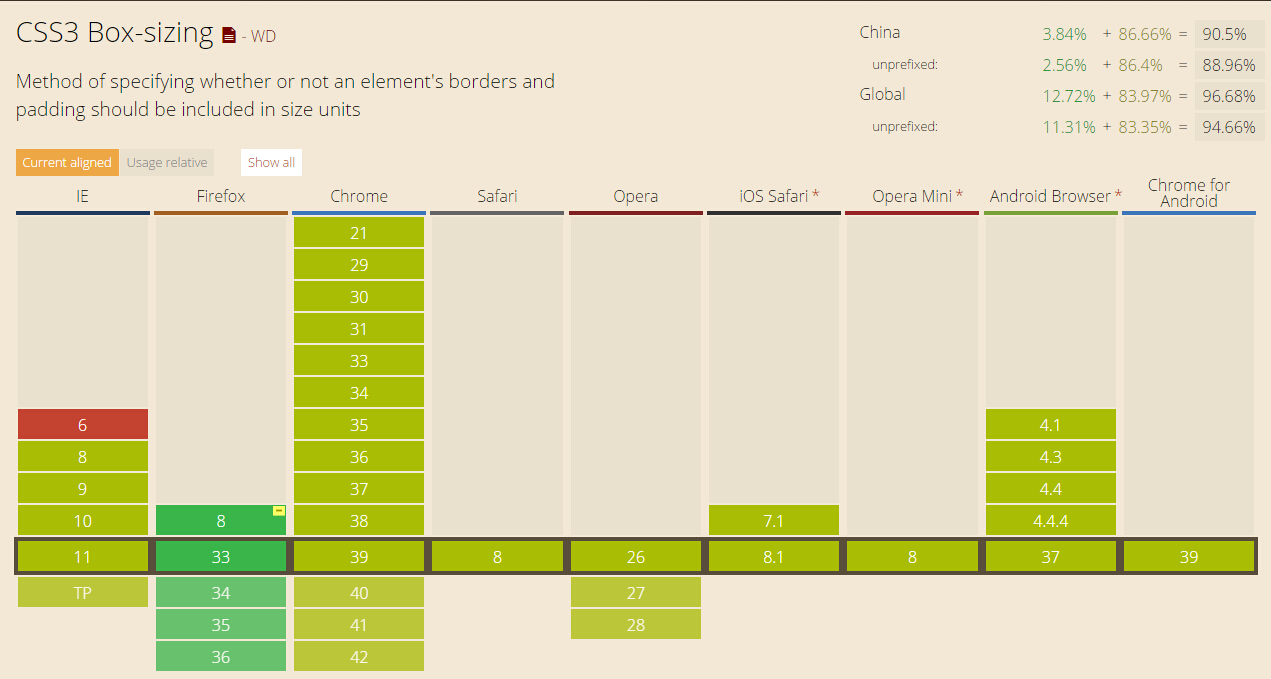 CSS3 Box-sizing - WD
Method of specifying whether or not an element's borders and
padding should be included in size units
China 3.84% + 86.66% = 90.5%
unprefixed: 2.56% + 86.4% = 88.96%
Global 12.72% + 83.97% = 96.68%
unprefixed: 11.31% + 83.35% = 94.66%
Current aligned Usage relative Show all
IE Firefox Chrome Safari Opera iOS Safari * Opera Mini * Android Browser * Chrome for
Android
21
29
30
31
33
34
6 35 4.1
8 36 4.3
9 37 4.4
10 8 38 7.1 4.4.4
11 33 39 8 26 8.1 8 37 39
TP 34 40 27
35 41 28
36 42